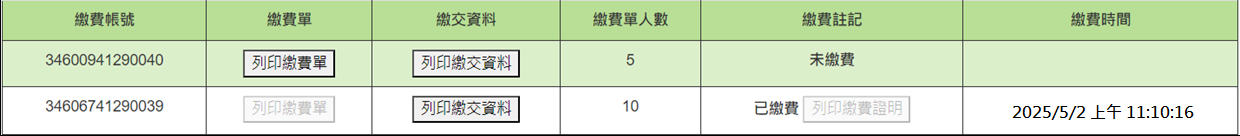 繳費帳號 繳費單 繳交資料 繳費單人數 繳費註記 繳費時間
34600941290040 列印繳費單 列印繳交資料 5 未繳費
34606741290039 列印繳費單 列印繳交資料 10 已繳費 列印繳費證明 2025/5/2 上午 11:10:16